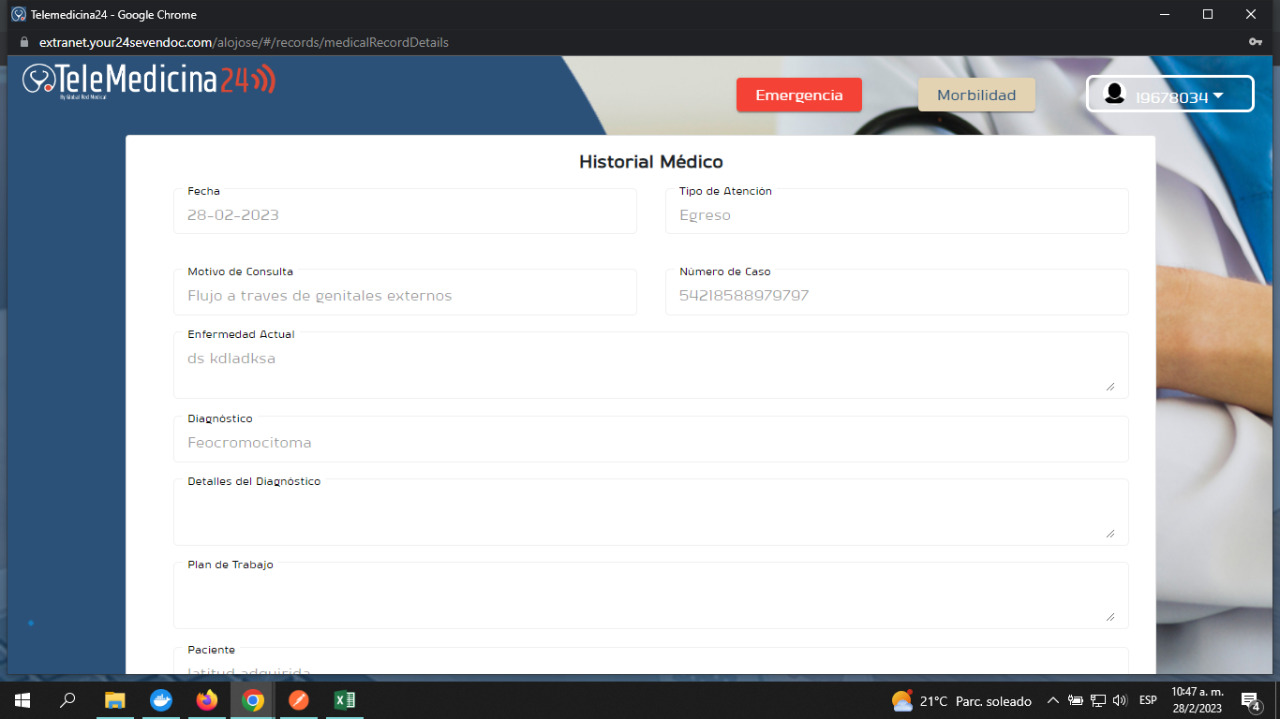 Telemedicina24 - Google Chrome
extranet.your24sevendoc.com/alojose/#/records/medicalRecordDetails
TeleMedicina24
By Global Red Medical
Emergencia
Morbilidad
19678034
Historial Médico
Fecha
28-02-2023
Tipo de Atención
Egreso
Motivo de Consulta
Flujo a traves de genitales externos
Número de Caso
54218588979797
Enfermedad Actual
ds kdladksa
Diagnóstico
Feocromocitoma
Detalles del Diagnóstico
Plan de Trabajo
Paciente
latitud adquirida
21°C Parc. soleado
ESP
10:47 a. m.
28/2/2023
4